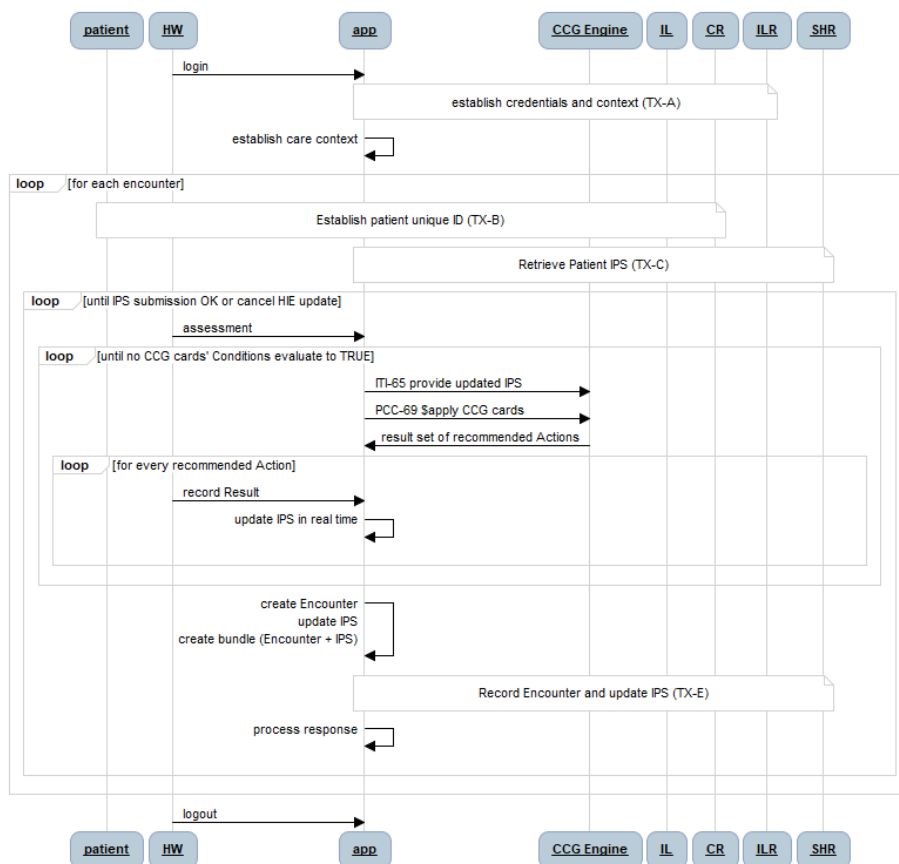 patient HW app CCG Engine IL CR ILR SHR
login
establish credentials and context (TX-A)
establish care context
loop [for each encounter]
Establish patient unique ID (TX-B)
Retrieve Patient IPS (TX-C)
loop [until IPS submission OK or cancel HIE update]
assessment
loop [until no CCG cards' Conditions evaluate to TRUE]
ITI-65 provide updated IPS
PCC-69 $apply CCG cards
result set of recommended Actions
loop [for every recommended Action]
record Result
update IPS in real time
create Encounter
update IPS
create bundle (Encounter + IPS)
Record Encounter and update IPS (TX-E)
process response
logout
patient HW app CCG Engine IL CR ILR SHR